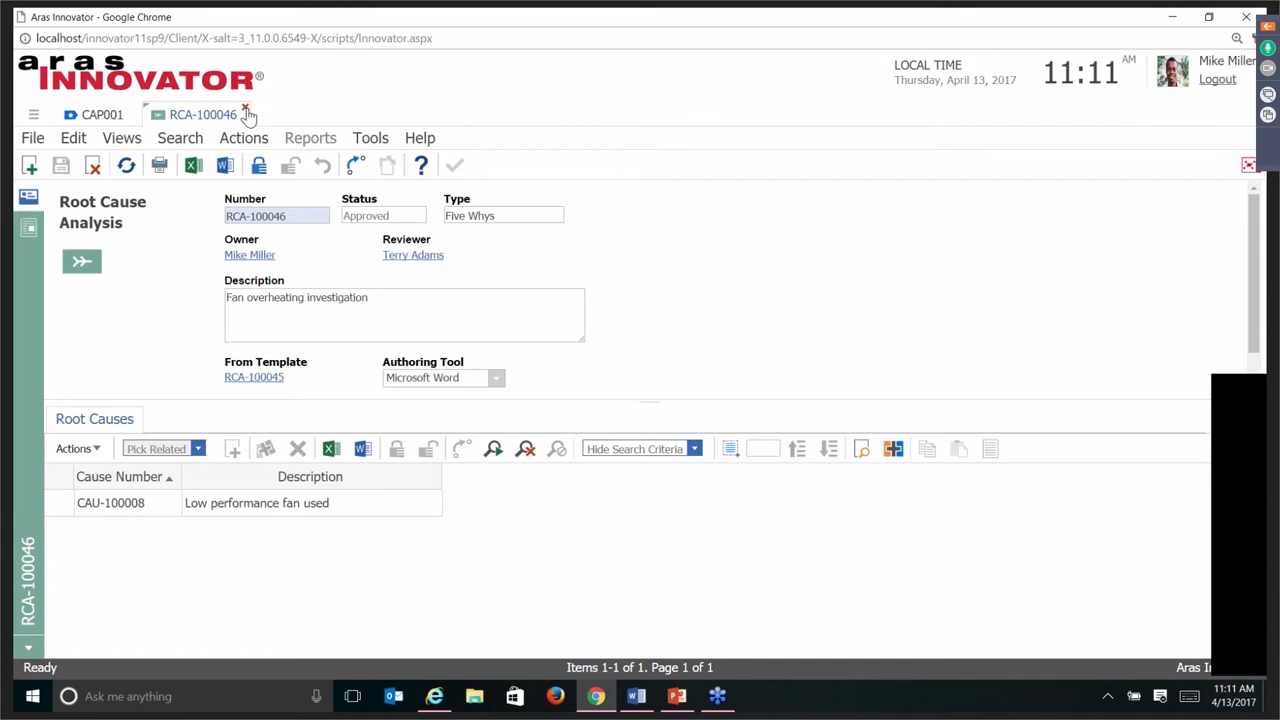 Aras Innovator - Google Chrome
localhost/innovator11sp9/Client/X-salt=3_11.0.0.6549-X/scripts/Innovator.aspx
aras
INNOVATOR®
LOCAL TIME
Thursday, April 13, 2017
11:11 AM
Mike Miller
Logout
CAP001
RCA-100046
File Edit Views Search Actions Reports Tools Help
Root Cause Analysis
Number
RCA-100046
Status
Approved
Type
Five Whys
Owner
Mike Miller
Reviewer
Terry Adams
Description
Fan overheating investigation
From Template
RCA-100045
Authoring Tool
Microsoft Word
RCA-100046
Root Causes
Actions Pick Related Hide Search Criteria
Cause Number Description
CAU-100008 Low performance fan used
Ready Items 1-1 of 1. Page 1 of 1 Aras
Ask me anything
11:11 AM
4/13/2017